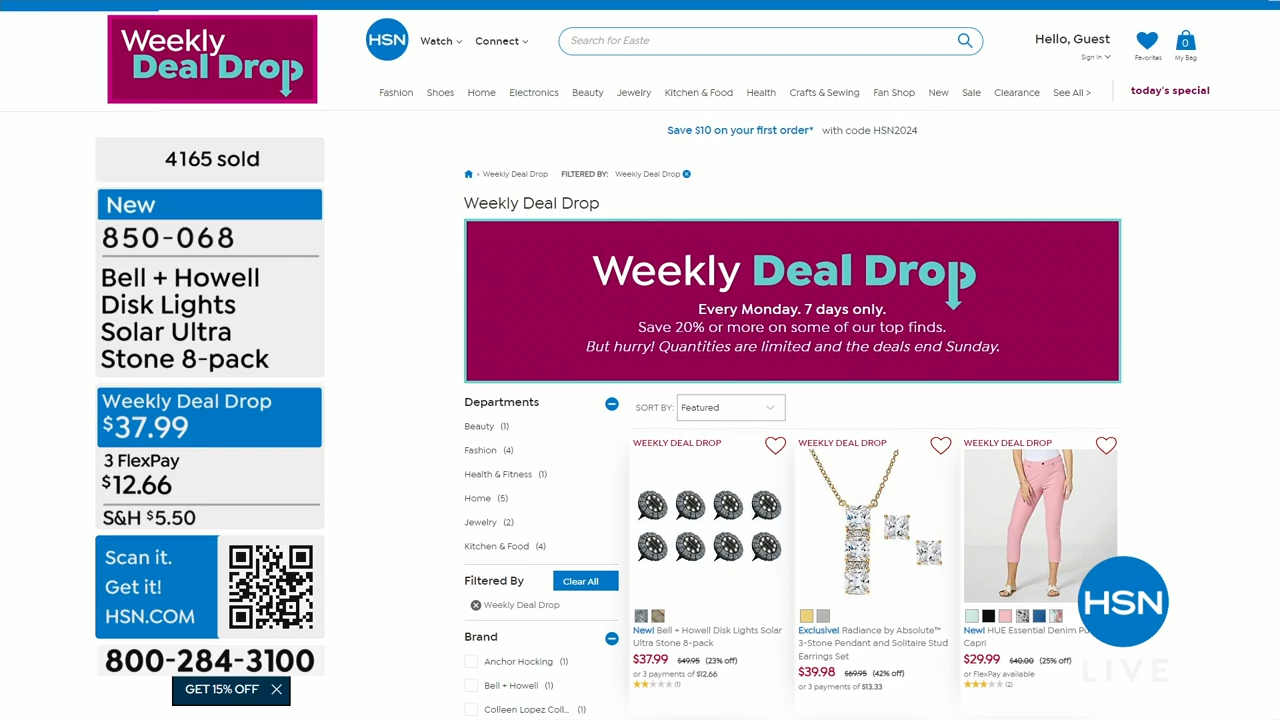 Weekly
Deal Drop
HSN
Watch
Connect
Search for Easte
Hello, Guest
Sign In
Favorites
0
My Bag
Fashion Shoes Home Electronics Beauty Jewelry Kitchen & Food Health Crafts & Sewing Fan Shop New Sale Clearance See All >
today's special
Save $10 on your first order* with code HSN2024
4165 sold
New
850-068
Bell + Howell
Disk Lights
Solar Ultra
Stone 8-pack
Weekly Deal Drop
$37.99
3 FlexPay
$12.66
S&H $5.50
Scan it.
Get it!
HSN.COM
800-284-3100
GET 15% OFF
> Weekly Deal Drop FILTERED BY: Weekly Deal Drop
Weekly Deal Drop
Weekly Deal Drop
Every Monday. 7 days only.
Save 20% or more on some of our top finds.
But hurry! Quantities are limited and the deals end Sunday.
Departments
Beauty (1)
Fashion (4)
Health & Fitness (1)
Home (5)
Jewelry (2)
Kitchen & Food (4)
Filtered By
Clear All
Weekly Deal Drop
Brand
Anchor Hocking (1)
Bell + Howell (1)
Colleen Lopez Coll... (1)
SORT BY: Featured
WEEKLY DEAL DROP
New! Bell + Howell Disk Lights Solar
Ultra Stone 8-pack
$37.99 $49.95 (23% off)
or 3 payments of $12.66
(1)
WEEKLY DEAL DROP
Exclusive! Radiance by Absolute™
3-Stone Pendant and Solitaire Stud
Earrings Set
$39.98 $69.95 (42% off)
or 3 payments of $13.33
WEEKLY DEAL DROP
New! HUE Essential Denim
Capri
$29.99 $40.00 (25% off)
or FlexPay available
(2)
HSN
LIVE